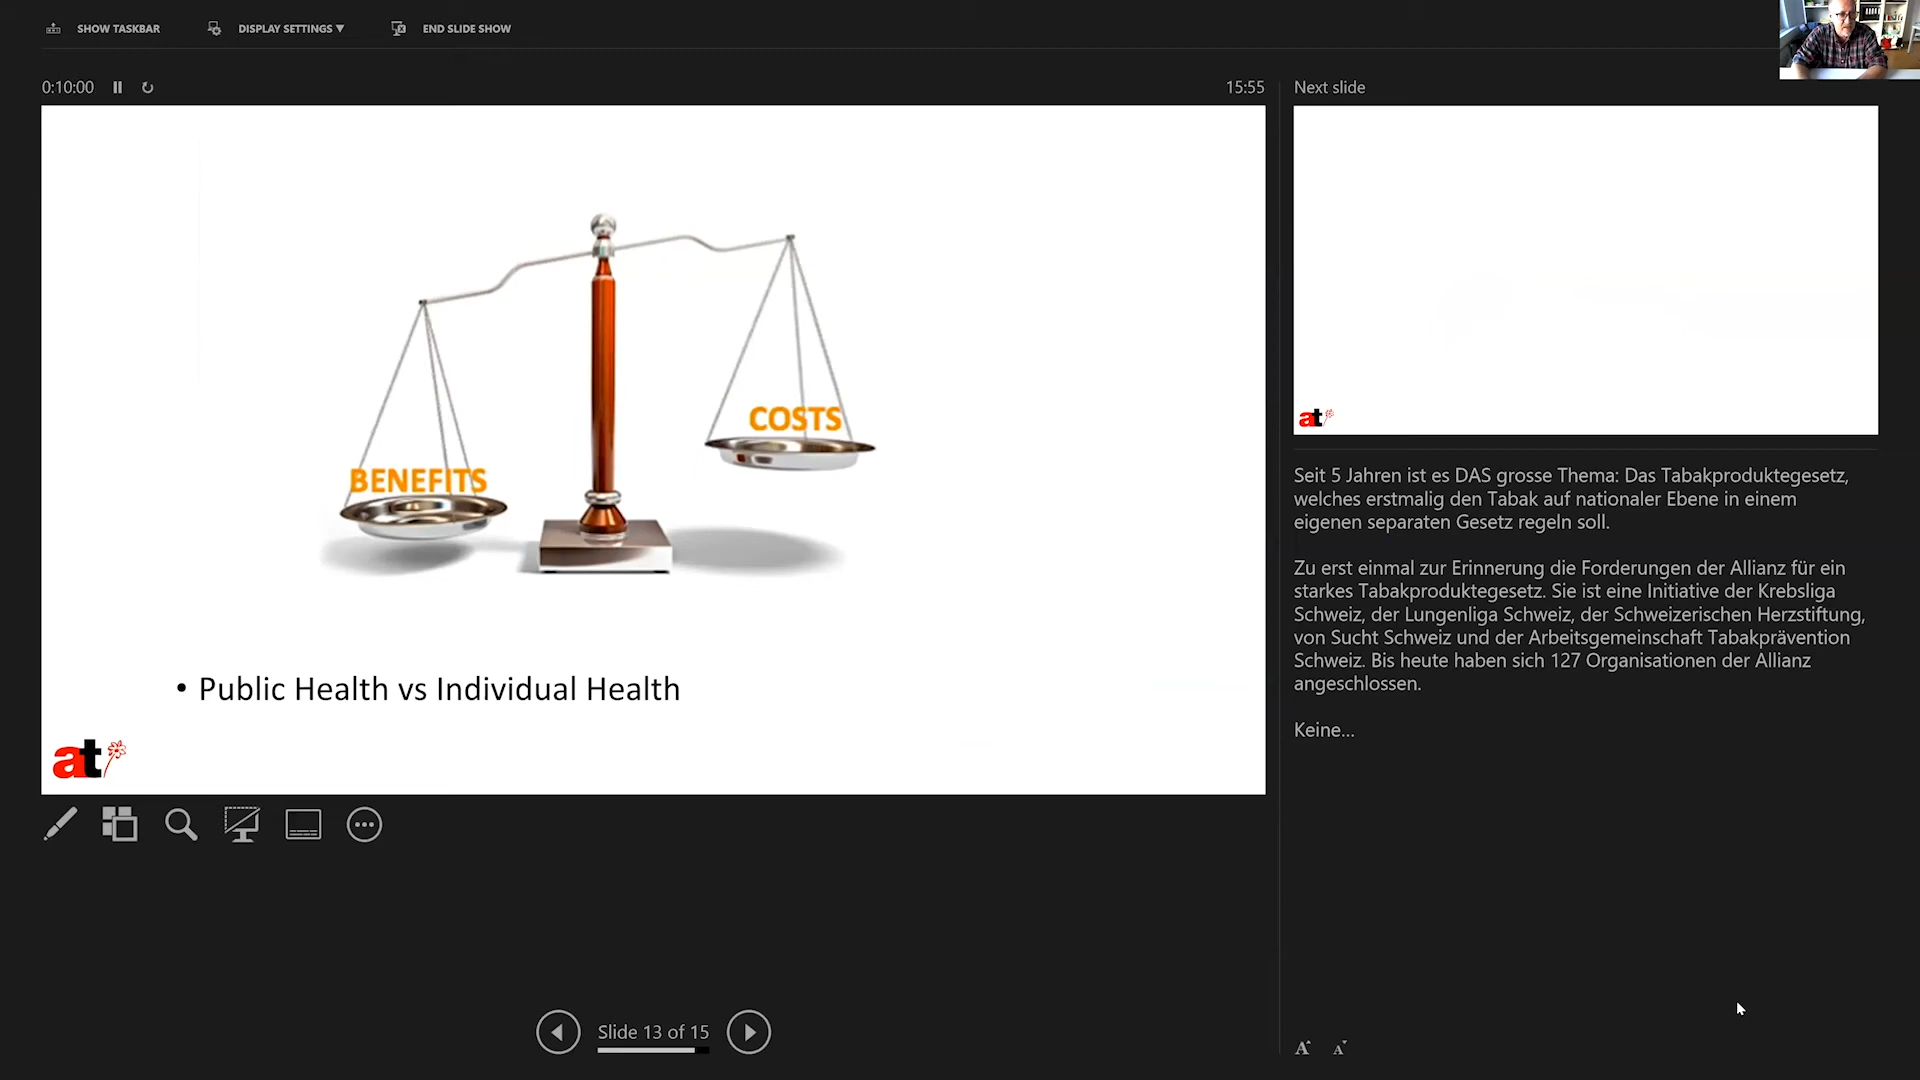 SHOW TASKBAR
DISPLAY SETTINGS ▼
END SLIDE SHOW
0:10:00
15:55
Next slide
COSTS
BENEFITS
• Public Health vs Individual Health
at
at
Seit 5 Jahren ist es DAS grosse Thema: Das Tabakproduktegesetz,
welches erstmalig den Tabak auf nationaler Ebene in einem
eigenen separaten Gesetz regeln soll.
Zu erst einmal zur Erinnerung die Forderungen der Allianz für ein
starkes Tabakproduktegesetz. Sie ist eine Initiative der Krebsliga
Schweiz, der Lungenliga Schweiz, der Schweizerischen Herzstiftung,
von Sucht Schweiz und der Arbeitsgemeinschaft Tabakprävention
Schweiz. Bis heute haben sich 127 Organisationen der Allianz
angeschlossen.
Keine...
Slide 13 of 15
A A